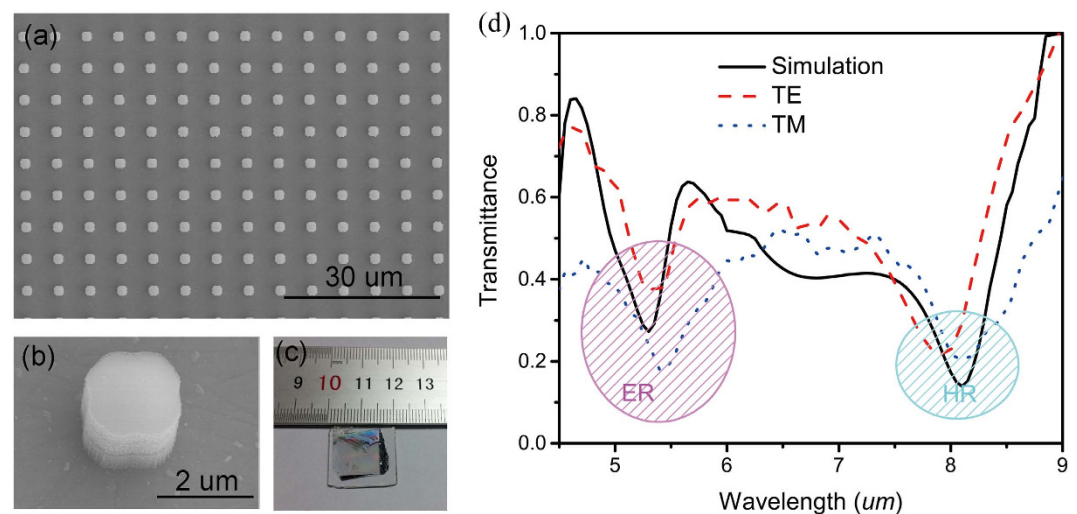 (a)
30 um
(b)
2 um
(c)
9 10 11 12 13
(d)
Transmittance
1.0
0.8
0.6
0.4
0.2
0.0
Simulation
TE
TM
ER
HR
5 6 7 8 9
Wavelength (um)